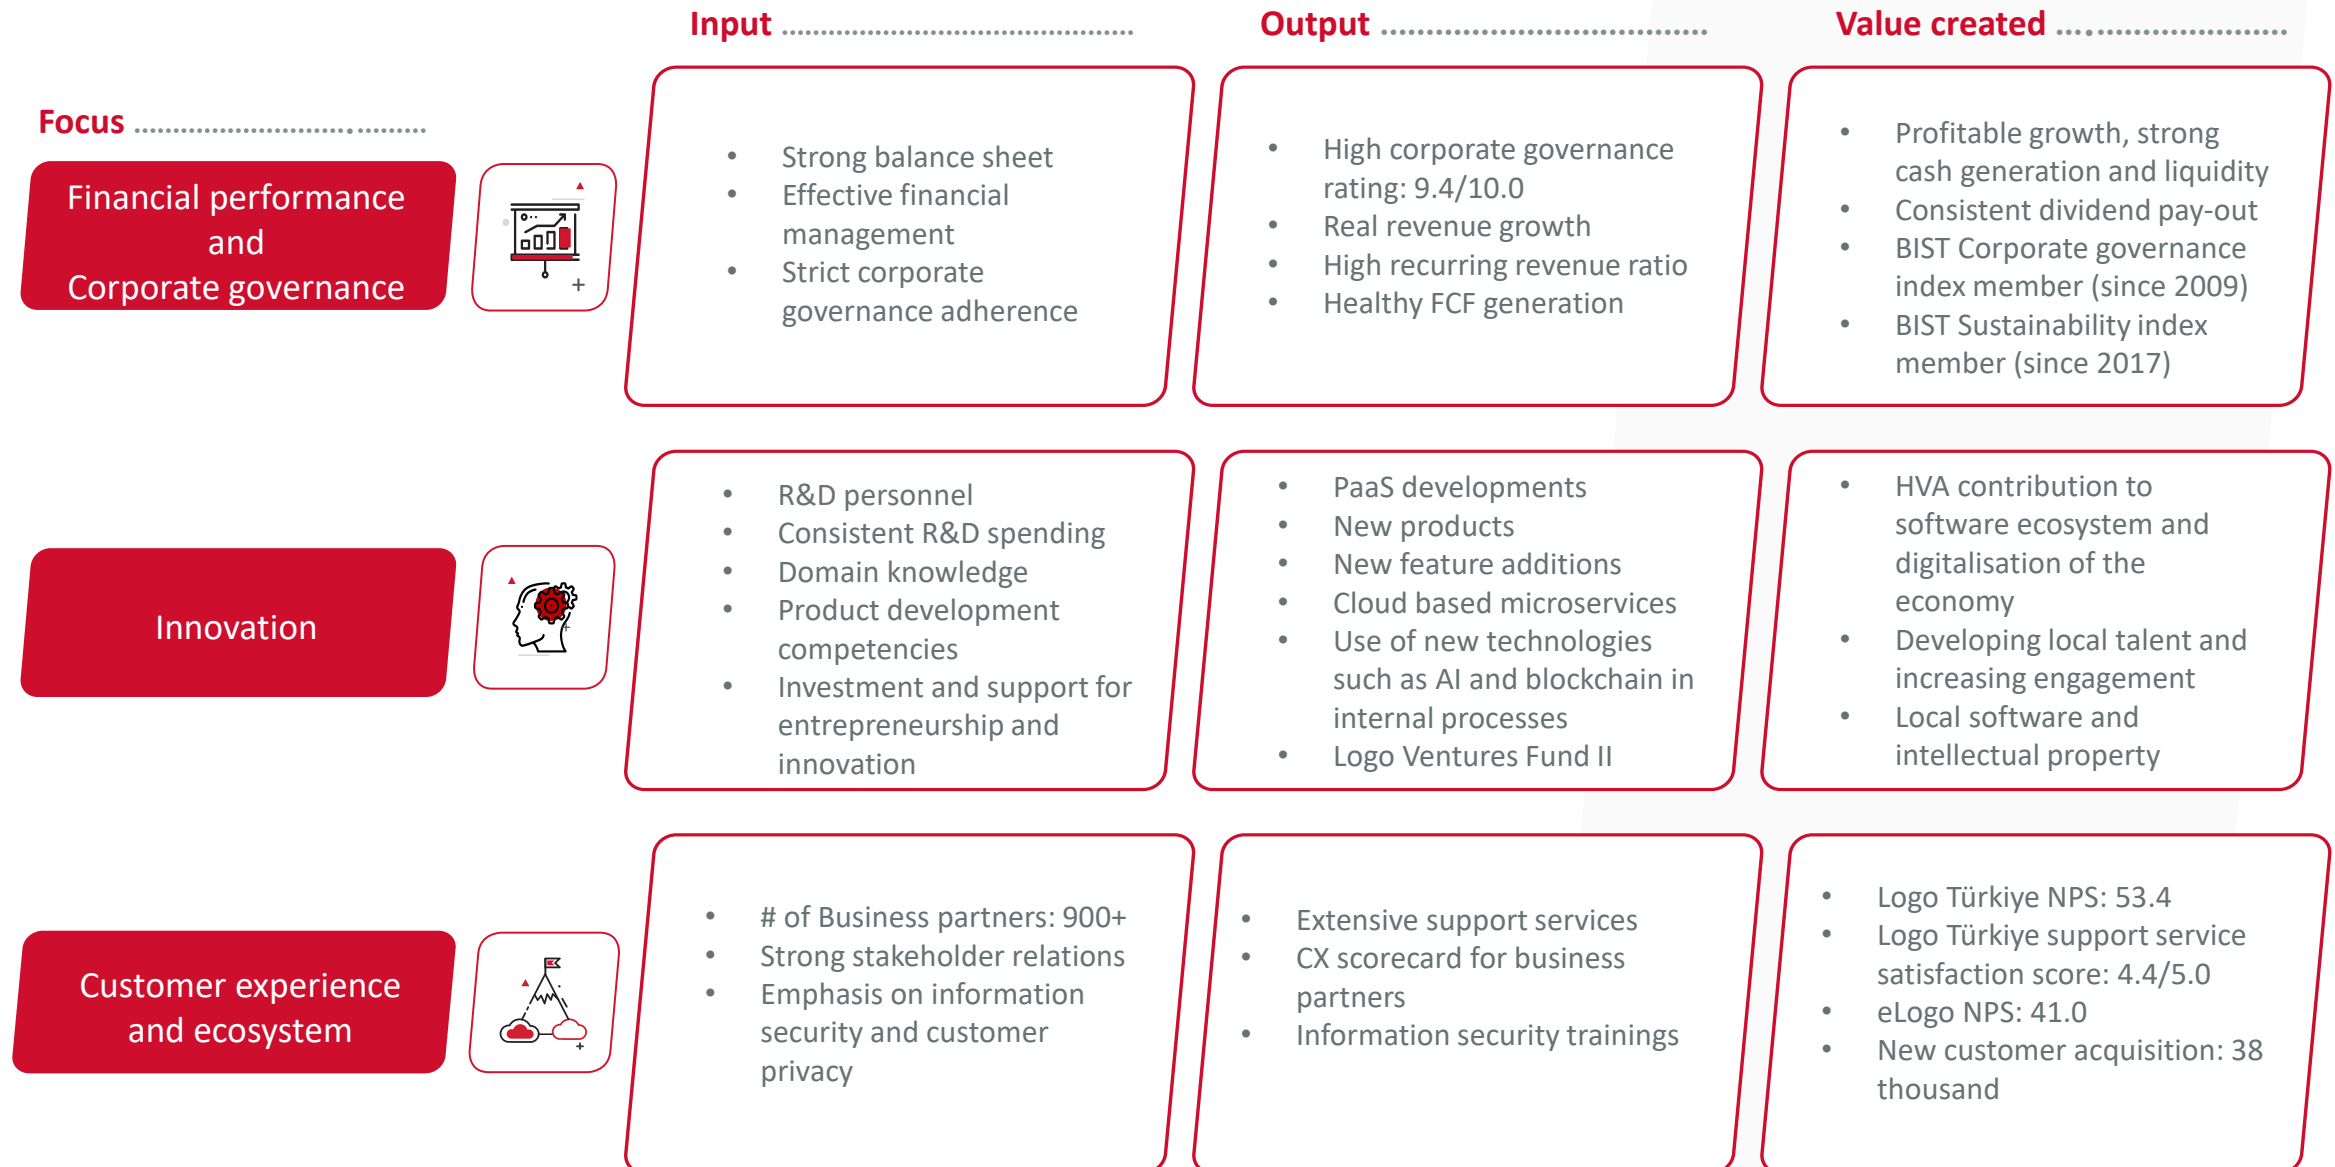 Input
Output
Value created
Focus
Financial performance
and
Corporate governance
• Strong balance sheet
• Effective financial
management
• Strict corporate
governance adherence
• High corporate governance
rating: 9.4/10.0
• Real revenue growth
• High recurring revenue ratio
• Healthy FCF generation
• Profitable growth, strong
cash generation and liquidity
• Consistent dividend pay-out
• BIST Corporate governance
index member (since 2009)
• BIST Sustainability index
member (since 2017)
Innovation
• R&D personnel
• Consistent R&D spending
• Domain knowledge
• Product development
competencies
• Investment and support for
entrepreneurship and
innovation
• PaaS developments
• New products
• New feature additions
• Cloud based microservices
• Use of new technologies
such as AI and blockchain in
internal processes
• Logo Ventures Fund II
• HVA contribution to
software ecosystem and
digitalisation of the
economy
• Developing local talent and
increasing engagement
• Local software and
intellectual property
Customer experience
and ecosystem
• # of Business partners: 900+
• Strong stakeholder relations
• Emphasis on information
security and customer
privacy
• Extensive support services
• CX scorecard for business
partners
• Information security trainings
• Logo Türkiye NPS: 53.4
• Logo Türkiye support service
satisfaction score: 4.4/5.0
• eLogo NPS: 41.0
• New customer acquisition: 38
thousand